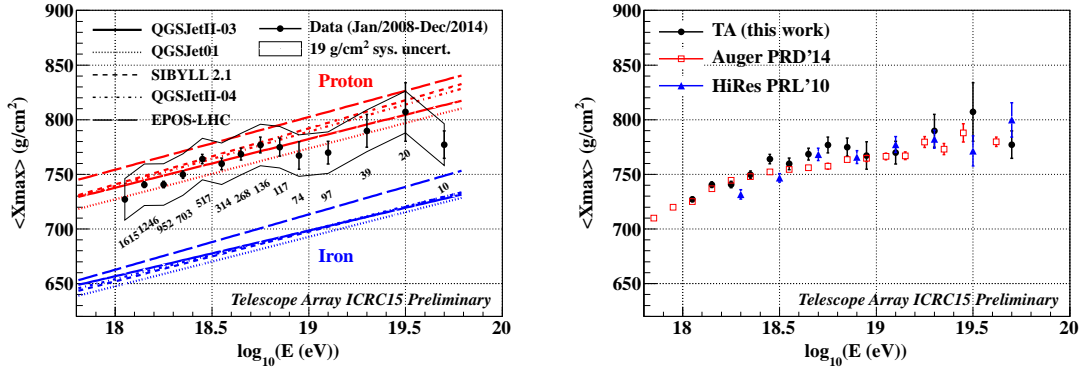 <Xmax> (g/cm²)
900
850
800
750
700
650
QGSJetII-03
QGSJet01
SIBYLL 2.1
QGSJetII-04
EPOS-LHC
Data (Jan/2008-Dec/2014)
19 g/cm² sys. uncert.
Proton
Iron
1615
1246
952
703
517
314
268
136
117
74
97
39
20
10
Telescope Array ICRC15 Preliminary
18 18.5 19 19.5 20
log₁₀(E (eV))
<Xmax> (g/cm²)
900
850
800
750
700
650
TA (this work)
Auger PRD'14
HiRes PRL'10
Telescope Array ICRC15 Preliminary
18 18.5 19 19.5 20
log₁₀(E (eV))